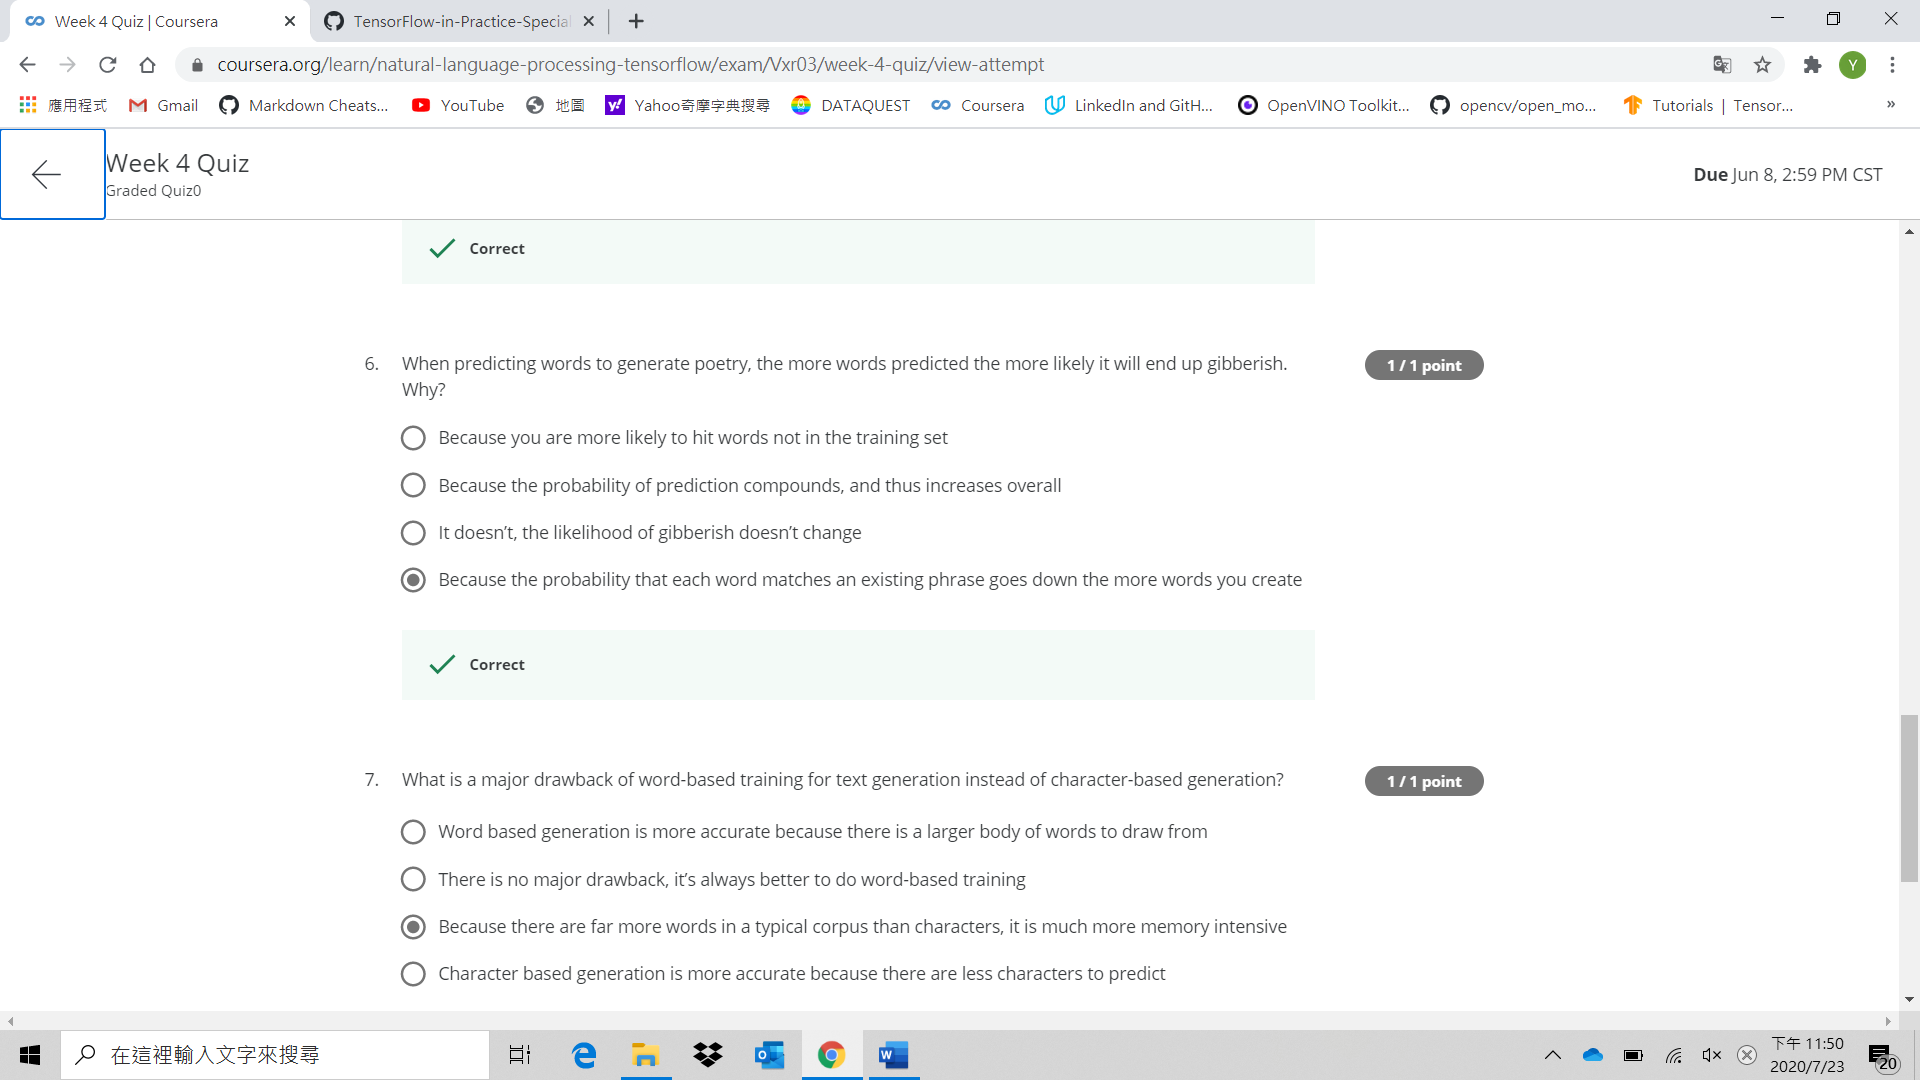 Week 4 Quiz | Coursera
TensorFlow-in-Practice-Special
coursera.org/learn/natural-language-processing-tensorflow/exam/Vxr03/week-4-quiz/view-attempt
Y
應用程式
Gmail
Markdown Cheats...
YouTube
地圖
Yahoo奇摩字典搜尋
DATAQUEST
Coursera
LinkedIn and GitH...
OpenVINO Toolkit...
opencv/open_mo...
Tutorials | Tensor...
»
Week 4 Quiz
Graded Quiz0
Due Jun 8, 2:59 PM CST
Correct
6. When predicting words to generate poetry, the more words predicted the more likely it will end up gibberish.
Why?
1 / 1 point
Because you are more likely to hit words not in the training set
Because the probability of prediction compounds, and thus increases overall
It doesn’t, the likelihood of gibberish doesn’t change
Because the probability that each word matches an existing phrase goes down the more words you create
Correct
7. What is a major drawback of word-based training for text generation instead of character-based generation?
1 / 1 point
Word based generation is more accurate because there is a larger body of words to draw from
There is no major drawback, it’s always better to do word-based training
Because there are far more words in a typical corpus than characters, it is much more memory intensive
Character based generation is more accurate because there are less characters to predict
在這裡輸入文字來搜尋
下午 11:50
2020/7/23
20